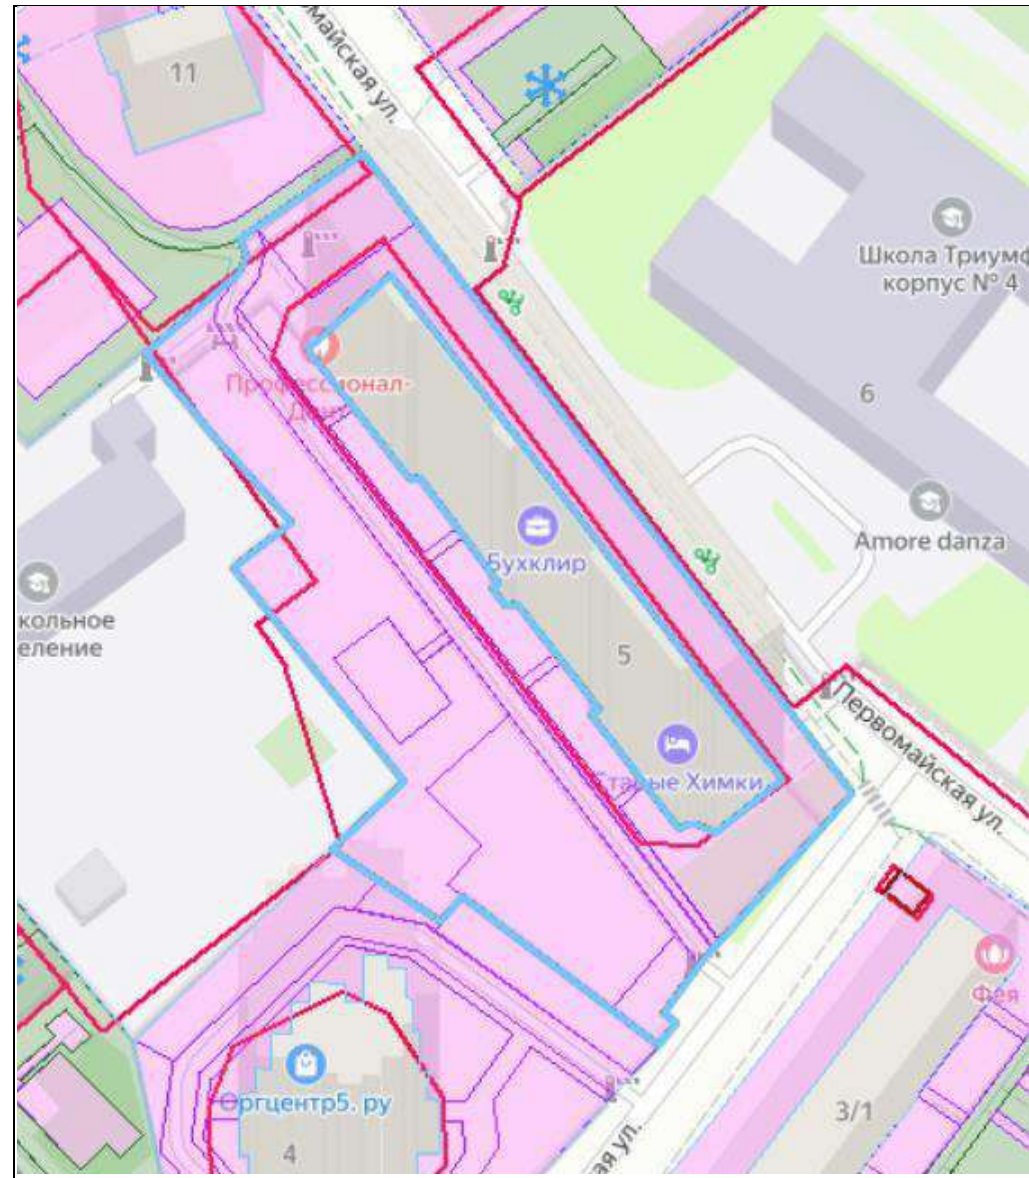 11
Первомайская ул.
Школа Триумф
корпус № 4
6
Профессионал-
Дент
Бухклир
Amore danza
кольное
еление
5
Старые Химки
Первомайская ул.
Фея
Оргцентр5. ру
4
3/1
ая ул.